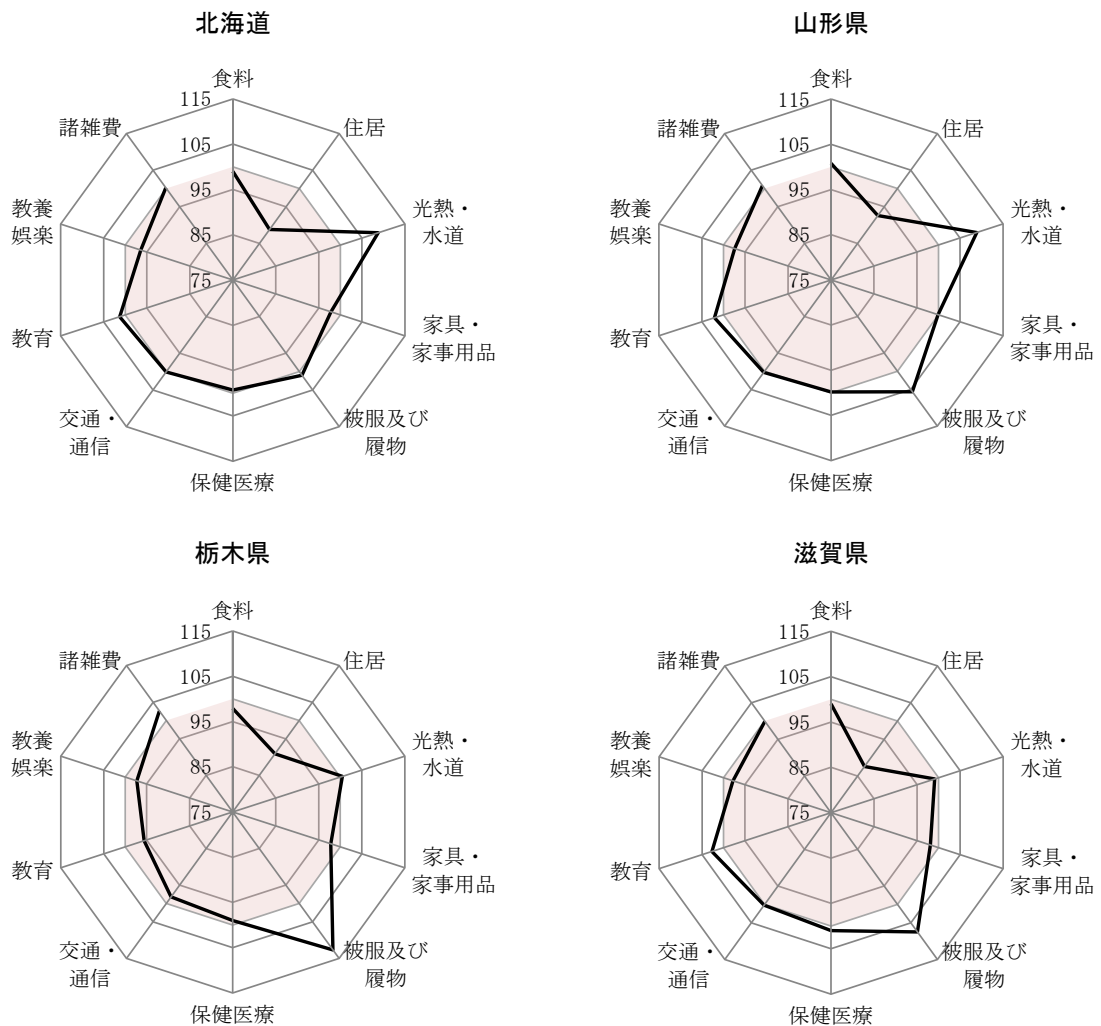 北海道
食料
115
105
95
85
75
住居
光熱・
水道
家具・
家事用品
被服及び
履物
保健医療
交通・
通信
教育
教養
娯楽
諸雑費
山形県
食料
115
105
95
85
75
住居
光熱・
水道
家具・
家事用品
被服及び
履物
保健医療
交通・
通信
教育
教養
娯楽
諸雑費
栃木県
食料
115
105
95
85
75
住居
光熱・
水道
家具・
家事用品
被服及び
履物
保健医療
交通・
通信
教育
教養
娯楽
諸雑費
滋賀県
食料
115
105
95
85
75
住居
光熱・
水道
家具・
家事用品
被服及び
履物
保健医療
交通・
通信
教育
教養
娯楽
諸雑費